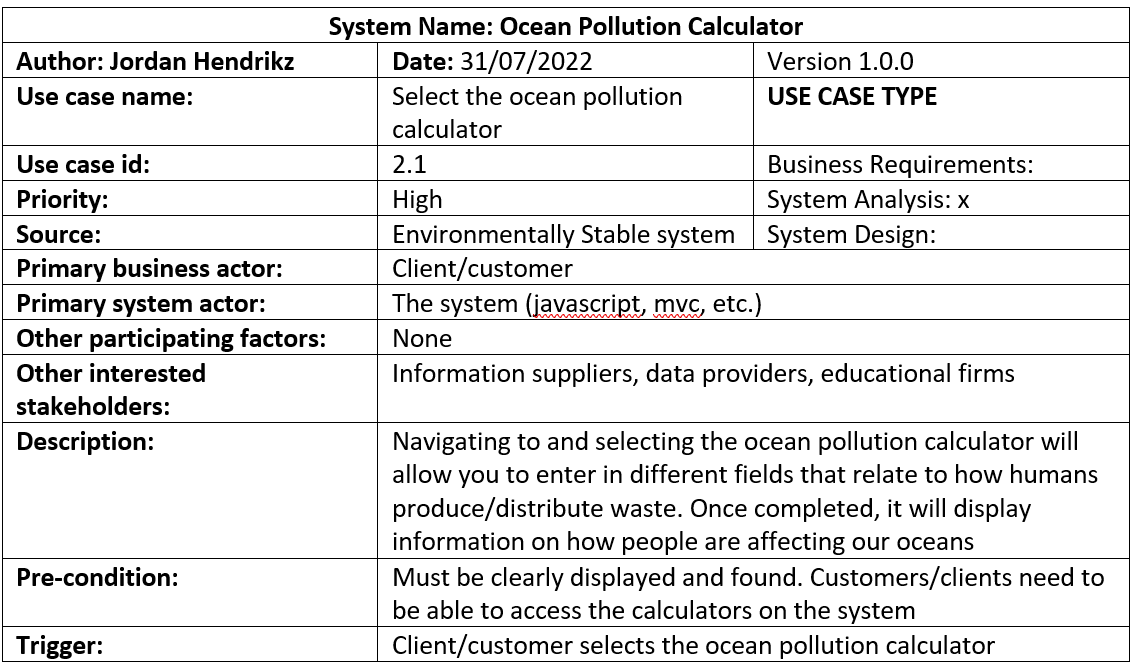 System Name: Ocean Pollution Calculator
Author: Jordan Hendrikz Date: 31/07/2022 Version 1.0.0
Use case name: Select the ocean pollution USE CASE TYPE
calculator
Use case id: 2.1 Business Requirements:
Priority: High System Analysis: x
Source: Environmentally Stable system System Design:
Primary business actor: Client/customer
Primary system actor: The system (javascript, mvc, etc.)
Other participating factors: None
Other interested Information suppliers, data providers, educational firms
stakeholders:
Description: Navigating to and selecting the ocean pollution calculator will
allow you to enter in different fields that relate to how humans
produce/distribute waste. Once completed, it will display
information on how people are affecting our oceans
Pre-condition: Must be clearly displayed and found. Customers/clients need to
be able to access the calculators on the system
Trigger: Client/customer selects the ocean pollution calculator